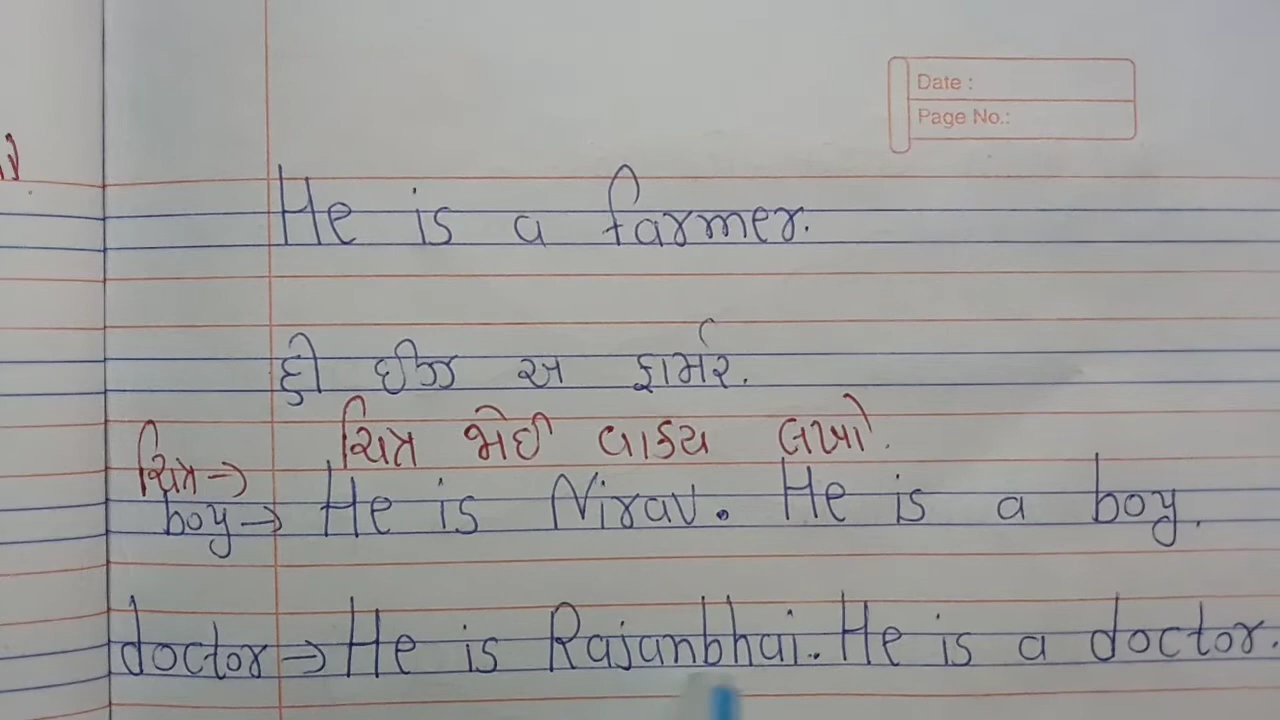 Date :
Page No.:
He is a farmer.
હી ઈઝ અ ફાર્મર.
ચિત્ર જોઈ વાક્ય લખો.
ચિત્ર →
boy → He is Nirav. He is a boy.
doctor → He is Rajanbhai. He is a doctor.